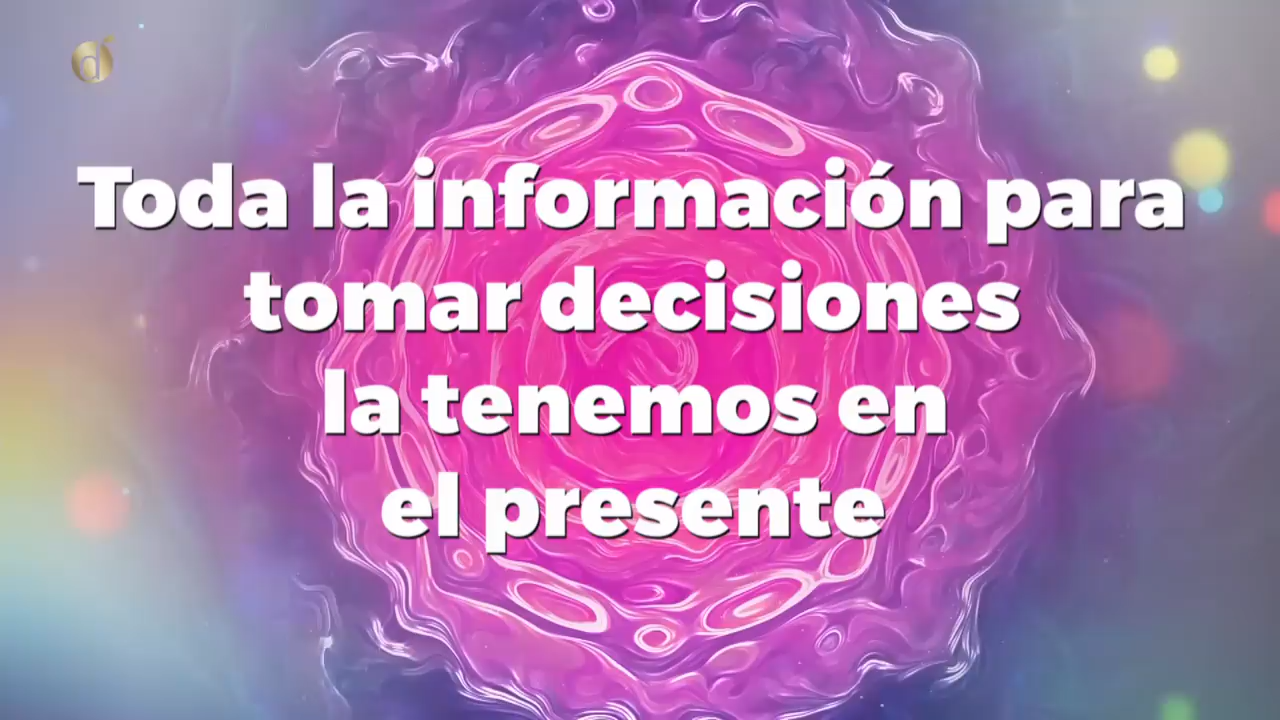 Toda la información para
tomar decisiones
la tenemos en
el presente